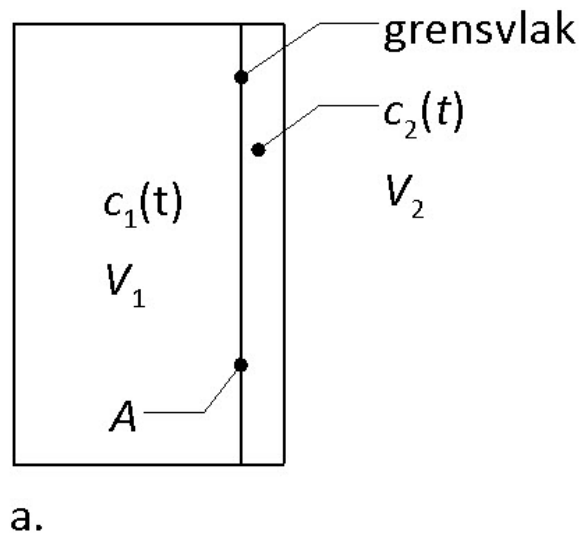 grensvlak
c₂(t)
V₂
c₁(t)
V₁
A
a.